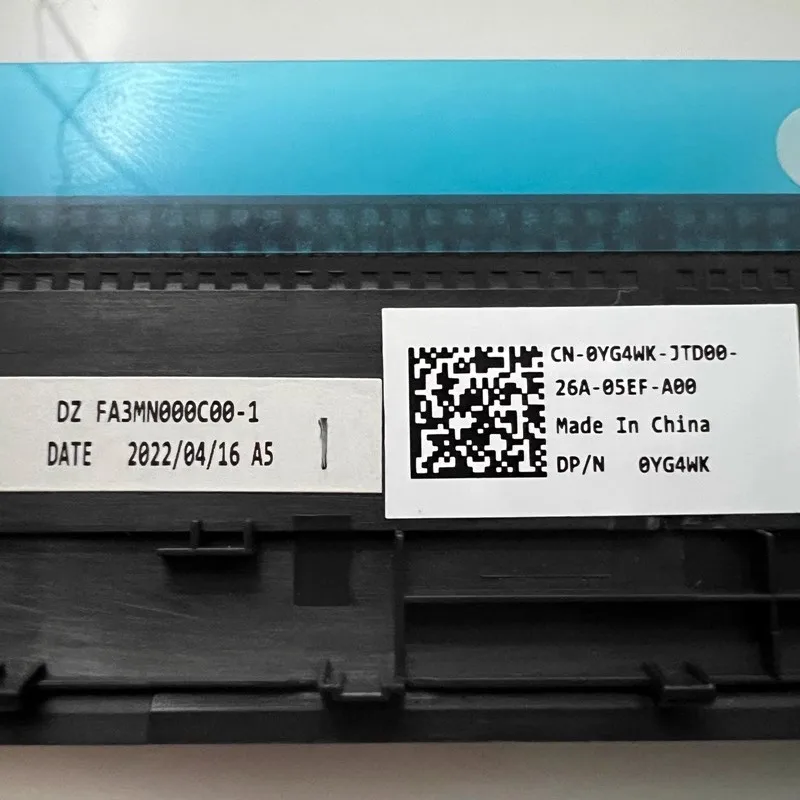 DZ FA3MN000C00-1
DATE 2022/04/16 A5
CN-0YG4WK-JTD00-
26A-05EF-A00
Made In China
DP/N 0YG4WK